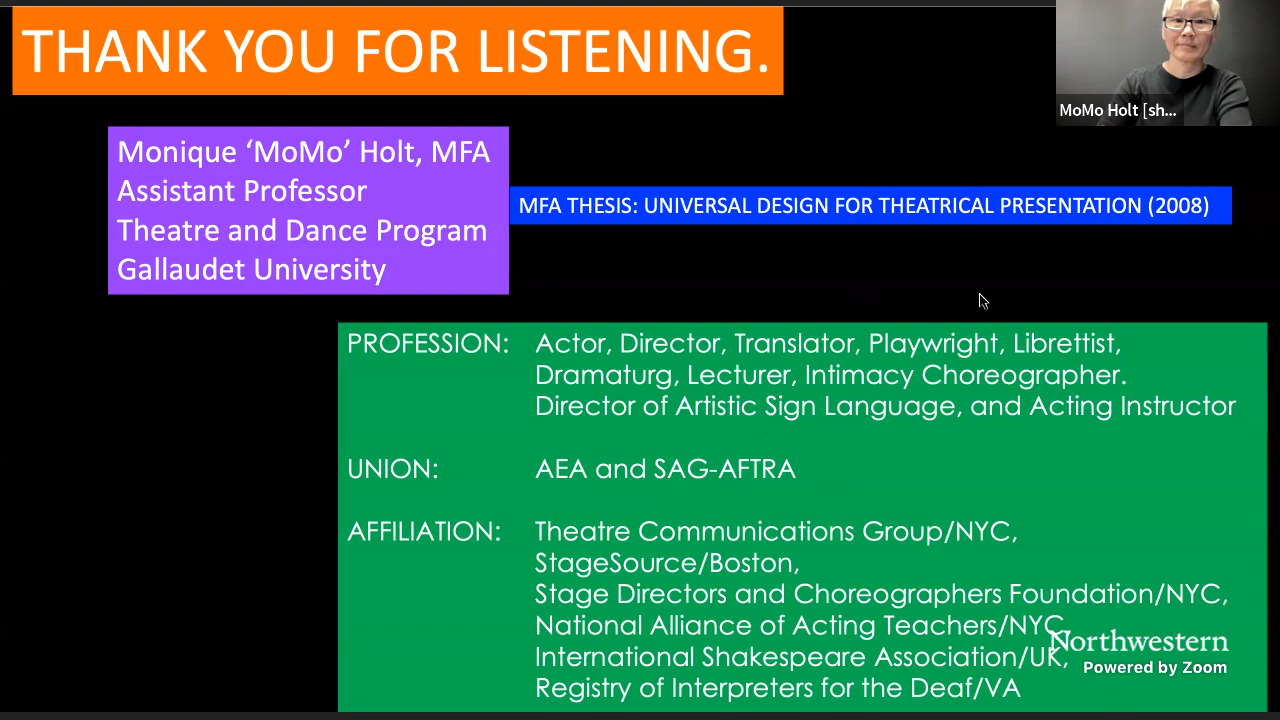 THANK YOU FOR LISTENING.
MoMo Holt [sh...
Monique ‘MoMo’ Holt, MFA
Assistant Professor
Theatre and Dance Program
Gallaudet University
MFA THESIS: UNIVERSAL DESIGN FOR THEATRICAL PRESENTATION (2008)
PROFESSION: Actor, Director, Translator, Playwright, Librettist,
Dramaturg, Lecturer, Intimacy Choreographer.
Director of Artistic Sign Language, and Acting Instructor
UNION: AEA and SAG-AFTRA
AFFILIATION: Theatre Communications Group/NYC,
StageSource/Boston,
Stage Directors and Choreographers Foundation/NYC,
National Alliance of Acting Teachers/NYC
International Shakespeare Association/UK,
Registry of Interpreters for the Deaf/VA
Northwestern
Powered by Zoom